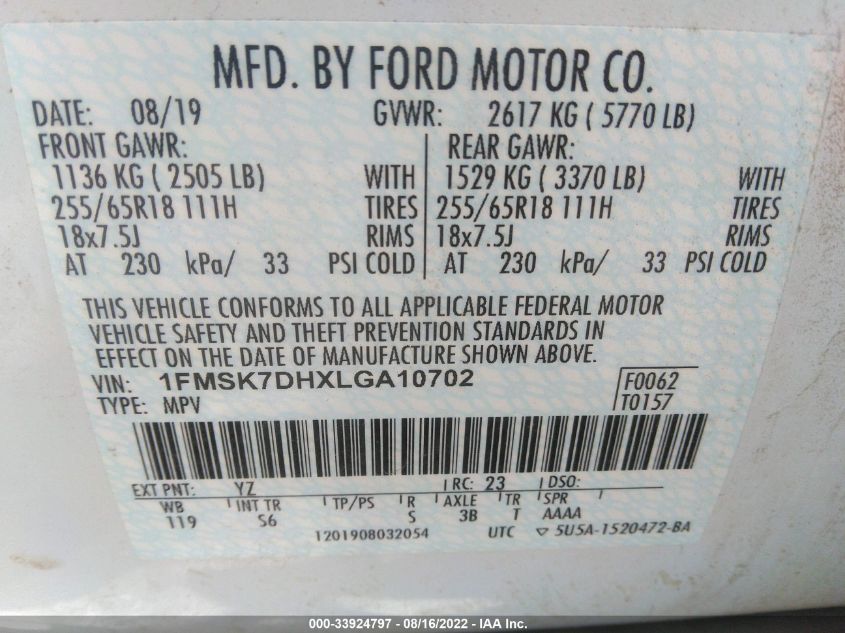 MFD. BY FORD MOTOR CO.
DATE: 08/19 GVWR: 2617 KG ( 5770 LB)
FRONT GAWR: REAR GAWR:
1136 KG ( 2505 LB) WITH 1529 KG ( 3370 LB) WITH
255/65R18 111H TIRES 255/65R18 111H TIRES
18x7.5J RIMS 18x7.5J RIMS
AT 230 kPa/ 33 PSI COLD AT 230 kPa/ 33 PSI COLD
THIS VEHICLE CONFORMS TO ALL APPLICABLE FEDERAL MOTOR
VEHICLE SAFETY AND THEFT PREVENTION STANDARDS IN
EFFECT ON THE DATE OF MANUFACTURE SHOWN ABOVE.
VIN: 1FMSK7DHXLGA10702 F0062
TYPE: MPV T0157
EXT PNT: YZ RC: 23 DSO:
WB INT TR TP/PS R AXLE TR SPR
119 S6 S 3B T AAAA
1201908032054 UTC ▽ 5U5A-1520472-BA
000-33924797 - 08/16/2022 - IAA Inc.